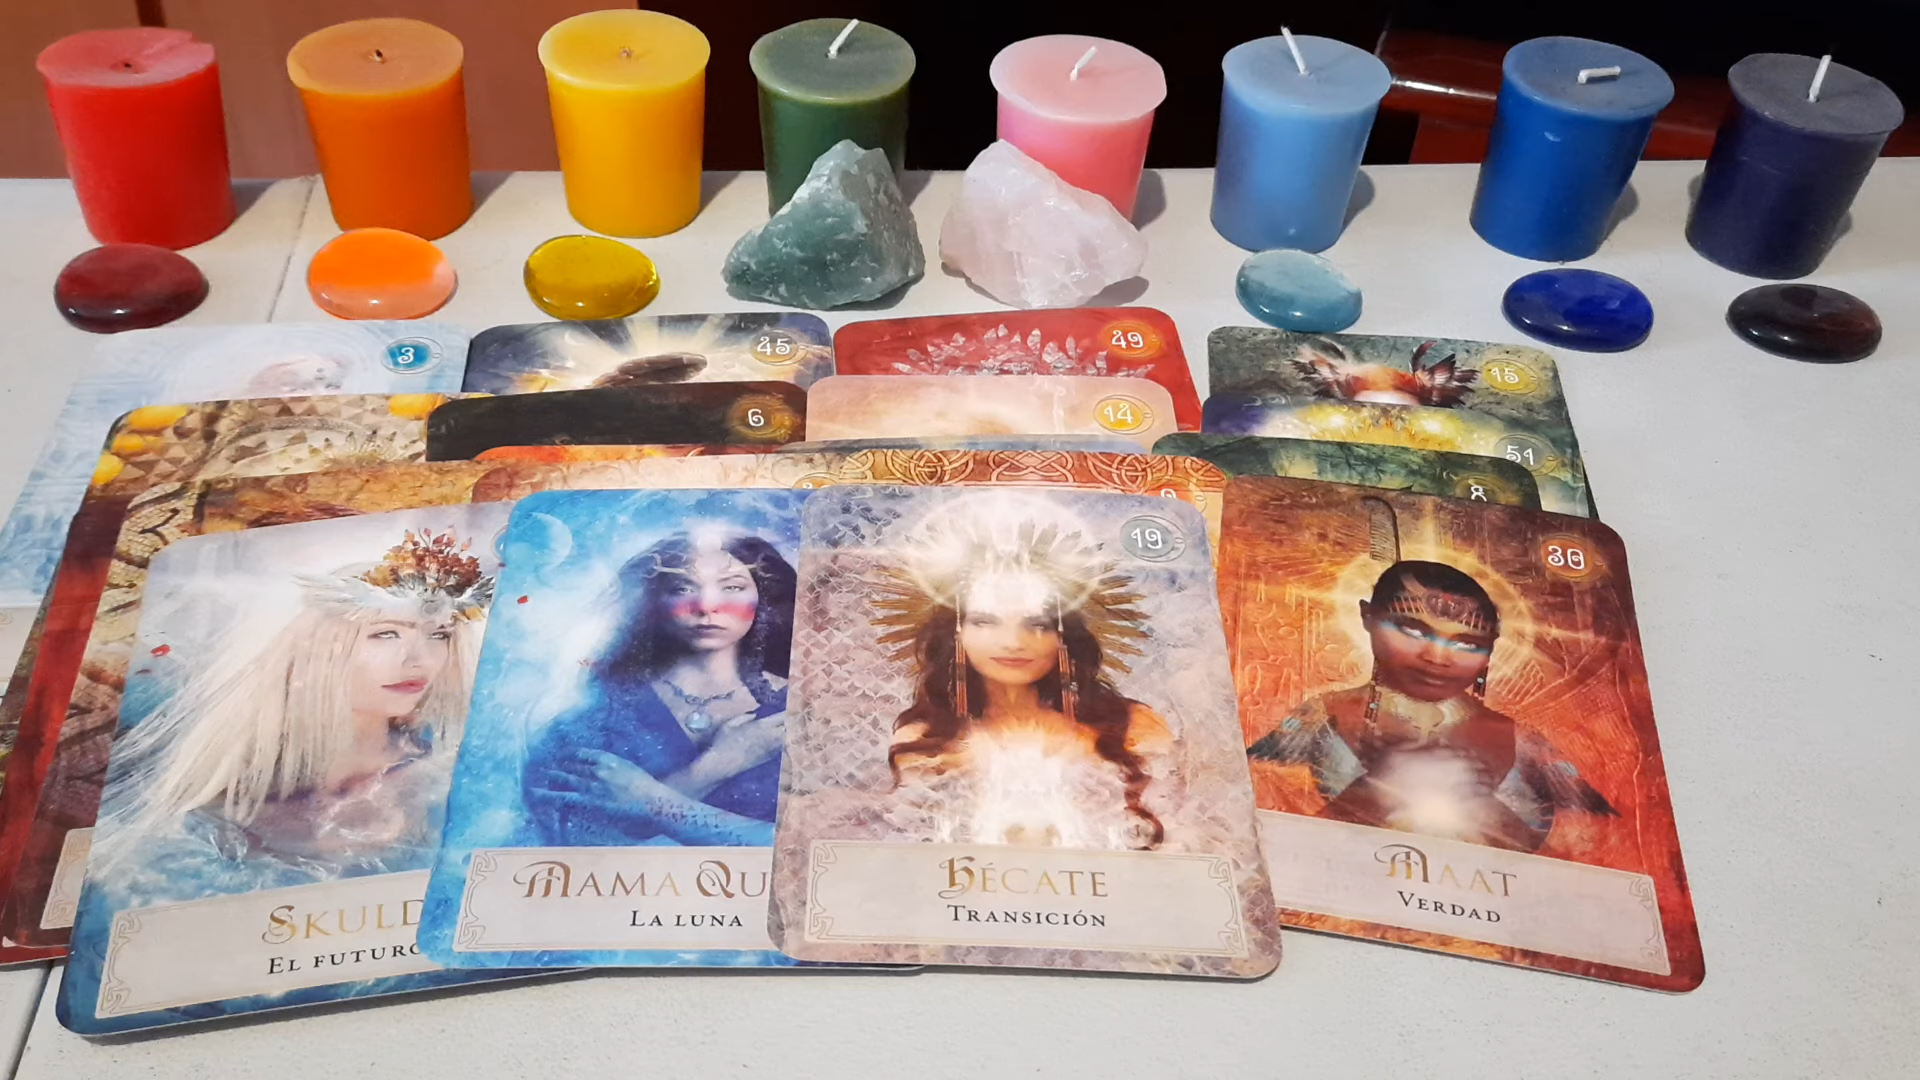 3
45
49
15
6
14
51
8
9
19
30
SKULD
EL FUTURO
MAMA QU
LA LUNA
HÉCATE
TRANSICIÓN
MAAT
VERDAD